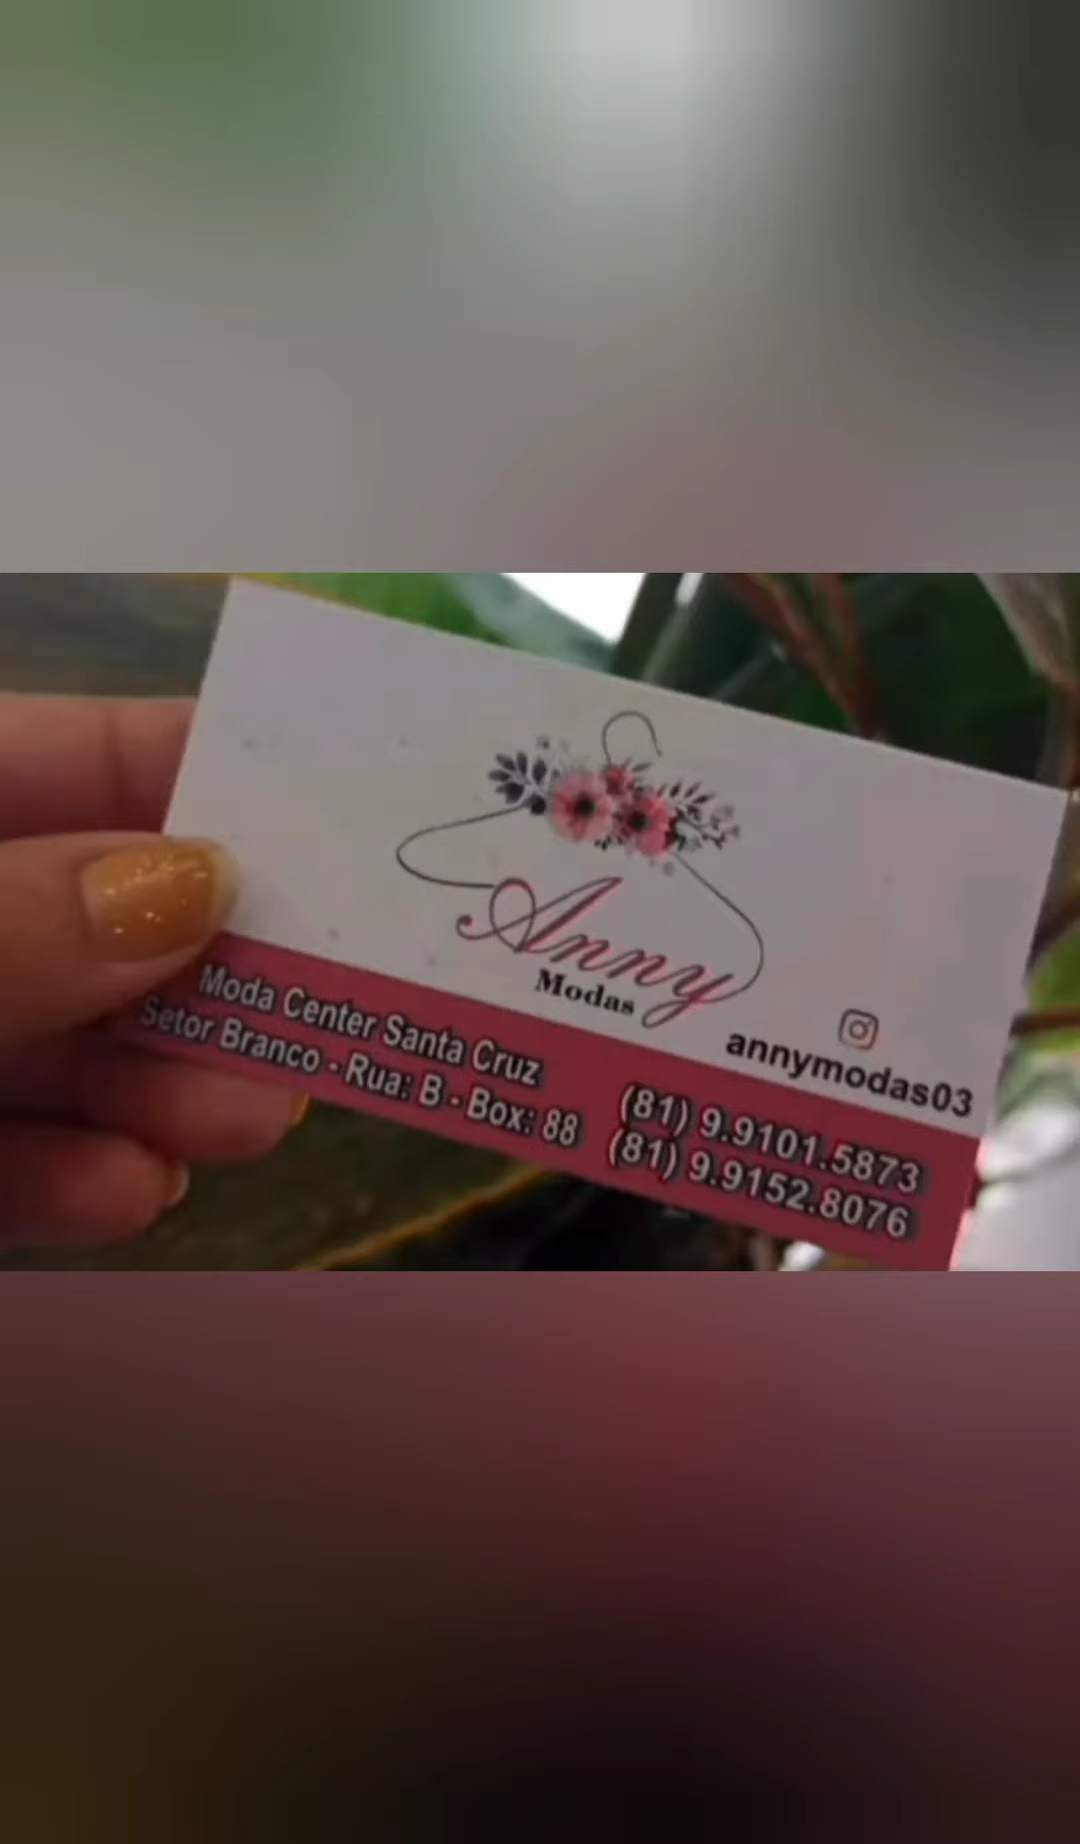 Anny
Modas
annymodas03
Moda Center Santa Cruz
Setor Branco - Rua: B - Box: 88
(81) 9.9101.5873
(81) 9.9152.8076